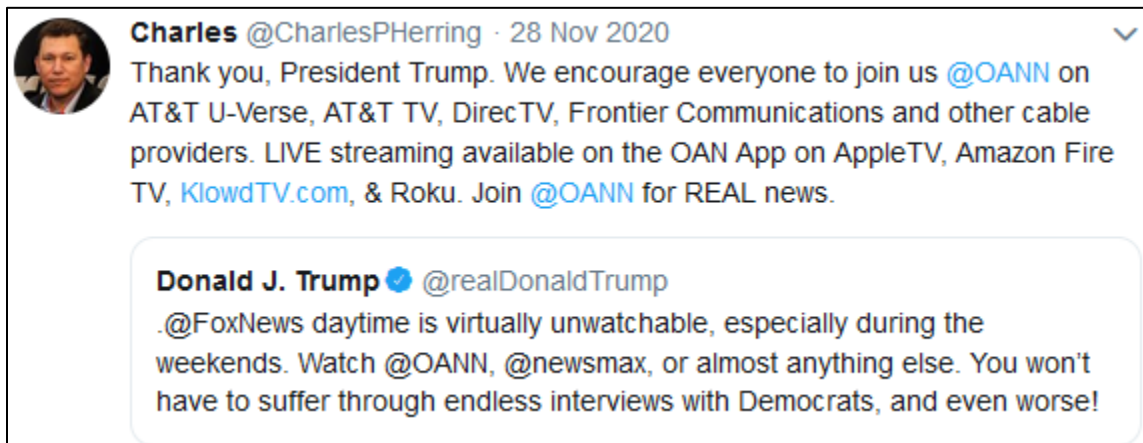 Charles @CharlesPHerring · 28 Nov 2020
Thank you, President Trump. We encourage everyone to join us @OANN on
AT&T U-Verse, AT&T TV, DirecTV, Frontier Communications and other cable
providers. LIVE streaming available on the OAN App on AppleTV, Amazon Fire
TV, KlowdTV.com, & Roku. Join @OANN for REAL news.
Donald J. Trump @realDonaldTrump
.@FoxNews daytime is virtually unwatchable, especially during the
weekends. Watch @OANN, @newsmax, or almost anything else. You won’t
have to suffer through endless interviews with Democrats, and even worse!